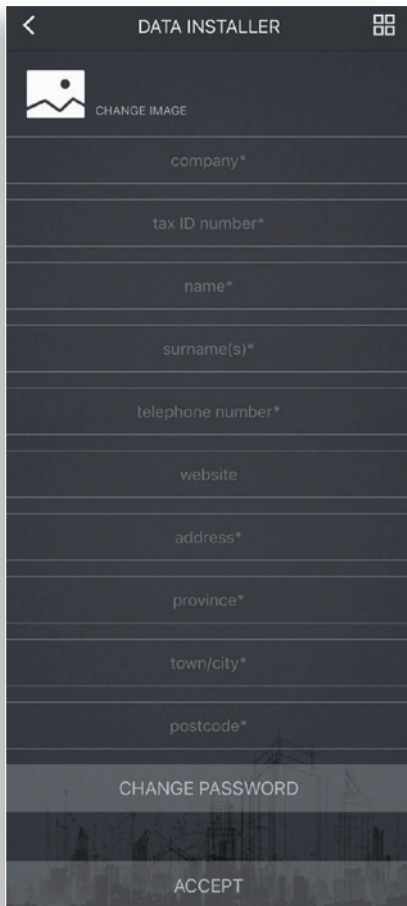 DATA INSTALLER
CHANGE IMAGE
company*
tax ID number*
name*
surname(s)*
telephone number*
website
address*
province*
town/city*
postcode*
CHANGE PASSWORD
ACCEPT